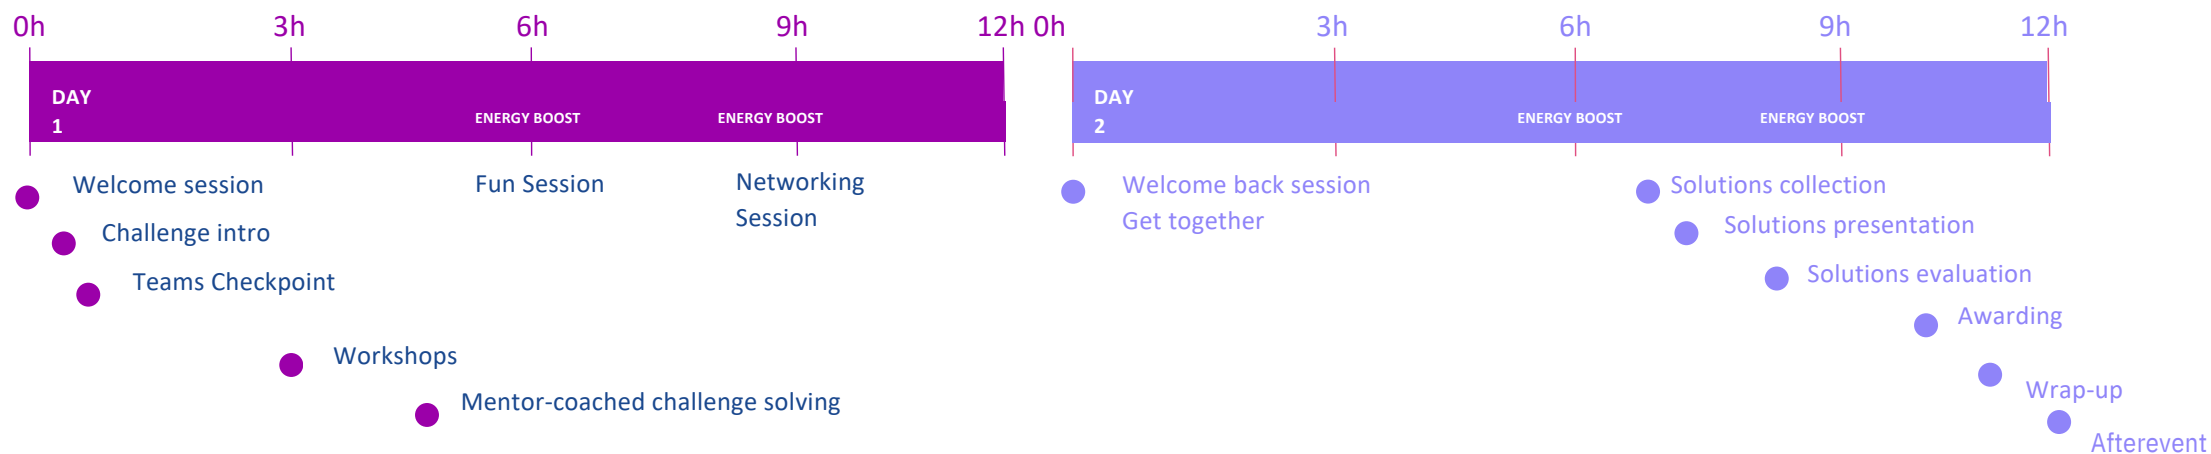 0h 3h 6h 9h 12h 0h 3h 6h 9h 12h
DAY
1
ENERGY BOOST ENERGY BOOST
DAY
2
ENERGY BOOST ENERGY BOOST
Welcome session
Challenge intro
Teams Checkpoint
Workshops
Mentor-coached challenge solving
Fun Session
Networking
Session
Welcome back session
Get together
Solutions collection
Solutions presentation
Solutions evaluation
Awarding
Wrap-up
Afterevent